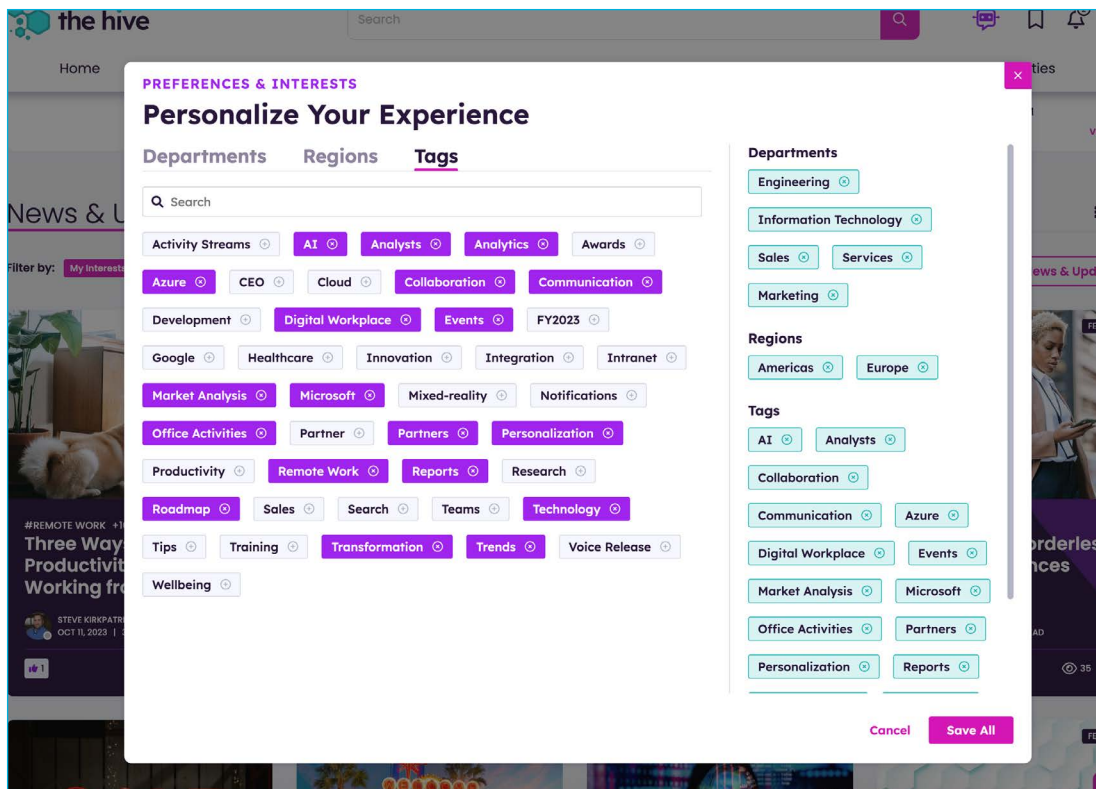 the hive
Search
Home
ties
PREFERENCES & INTERESTS
Personalize Your Experience
Departments Regions Tags
Search
Activity Streams AI Analysts Analytics Awards
Azure CEO Cloud Collaboration Communication
Development Digital Workplace Events FY2023
Google Healthcare Innovation Integration Intranet
Market Analysis Microsoft Mixed-reality Notifications
Office Activities Partner Partners Personalization
Productivity Remote Work Reports Research
Roadmap Sales Search Teams Technology
Tips Training Transformation Trends Voice Release
Wellbeing
Departments
Engineering
Information Technology
Sales Services
Marketing
Regions
Americas Europe
Tags
AI Analysts
Collaboration
Communication Azure
Digital Workplace Events
Market Analysis Microsoft
Office Activities Partners
Personalization Reports
Cancel Save All
News & U
Filter by: My Interests
ews & Upd
#REMOTE WORK
Three Way
Productivit
Working fro
STEVE KIRKPATRI
OCT 11, 2023
1
FE
orderles
nces
AD
35
FE